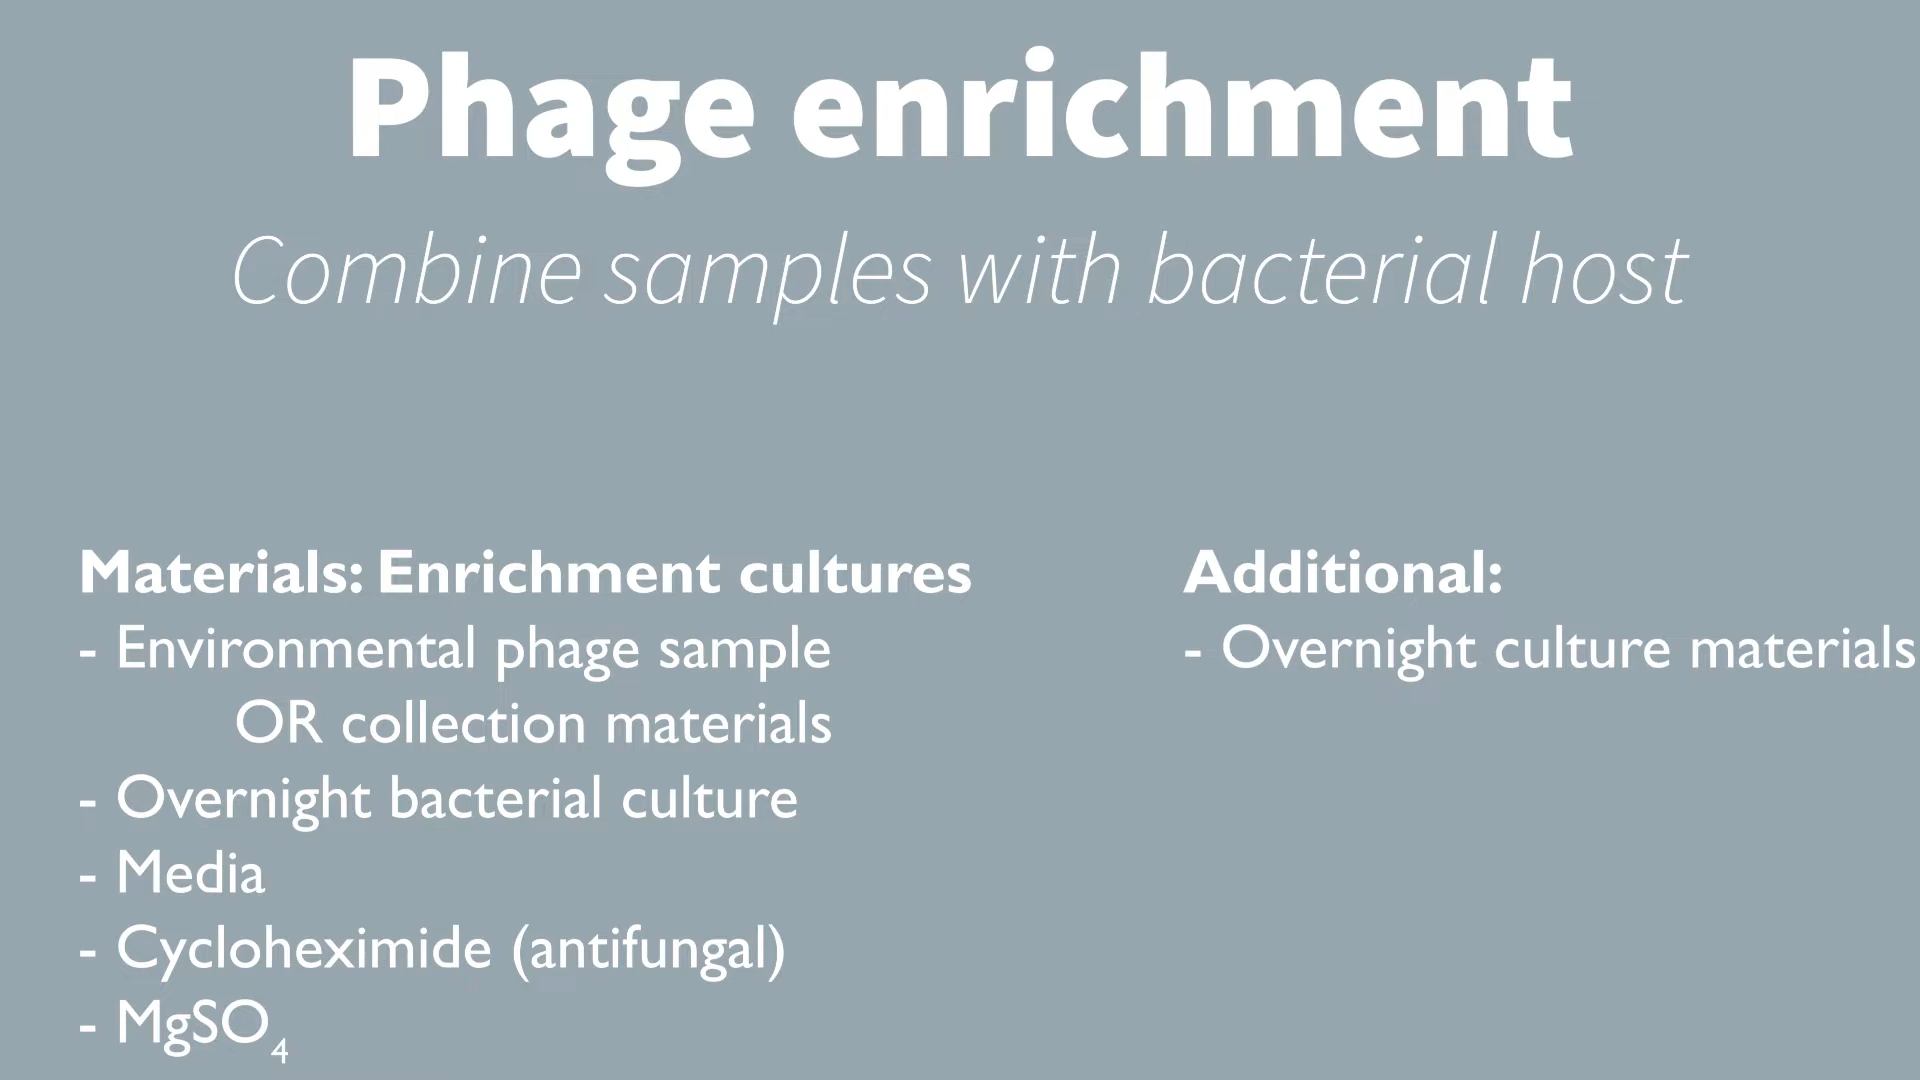 Phage enrichment
Combine samples with bacterial host
Materials: Enrichment cultures
- Environmental phage sample
OR collection materials
- Overnight bacterial culture
- Media
- Cycloheximide (antifungal)
- MgSO₄
Additional:
- Overnight culture materials